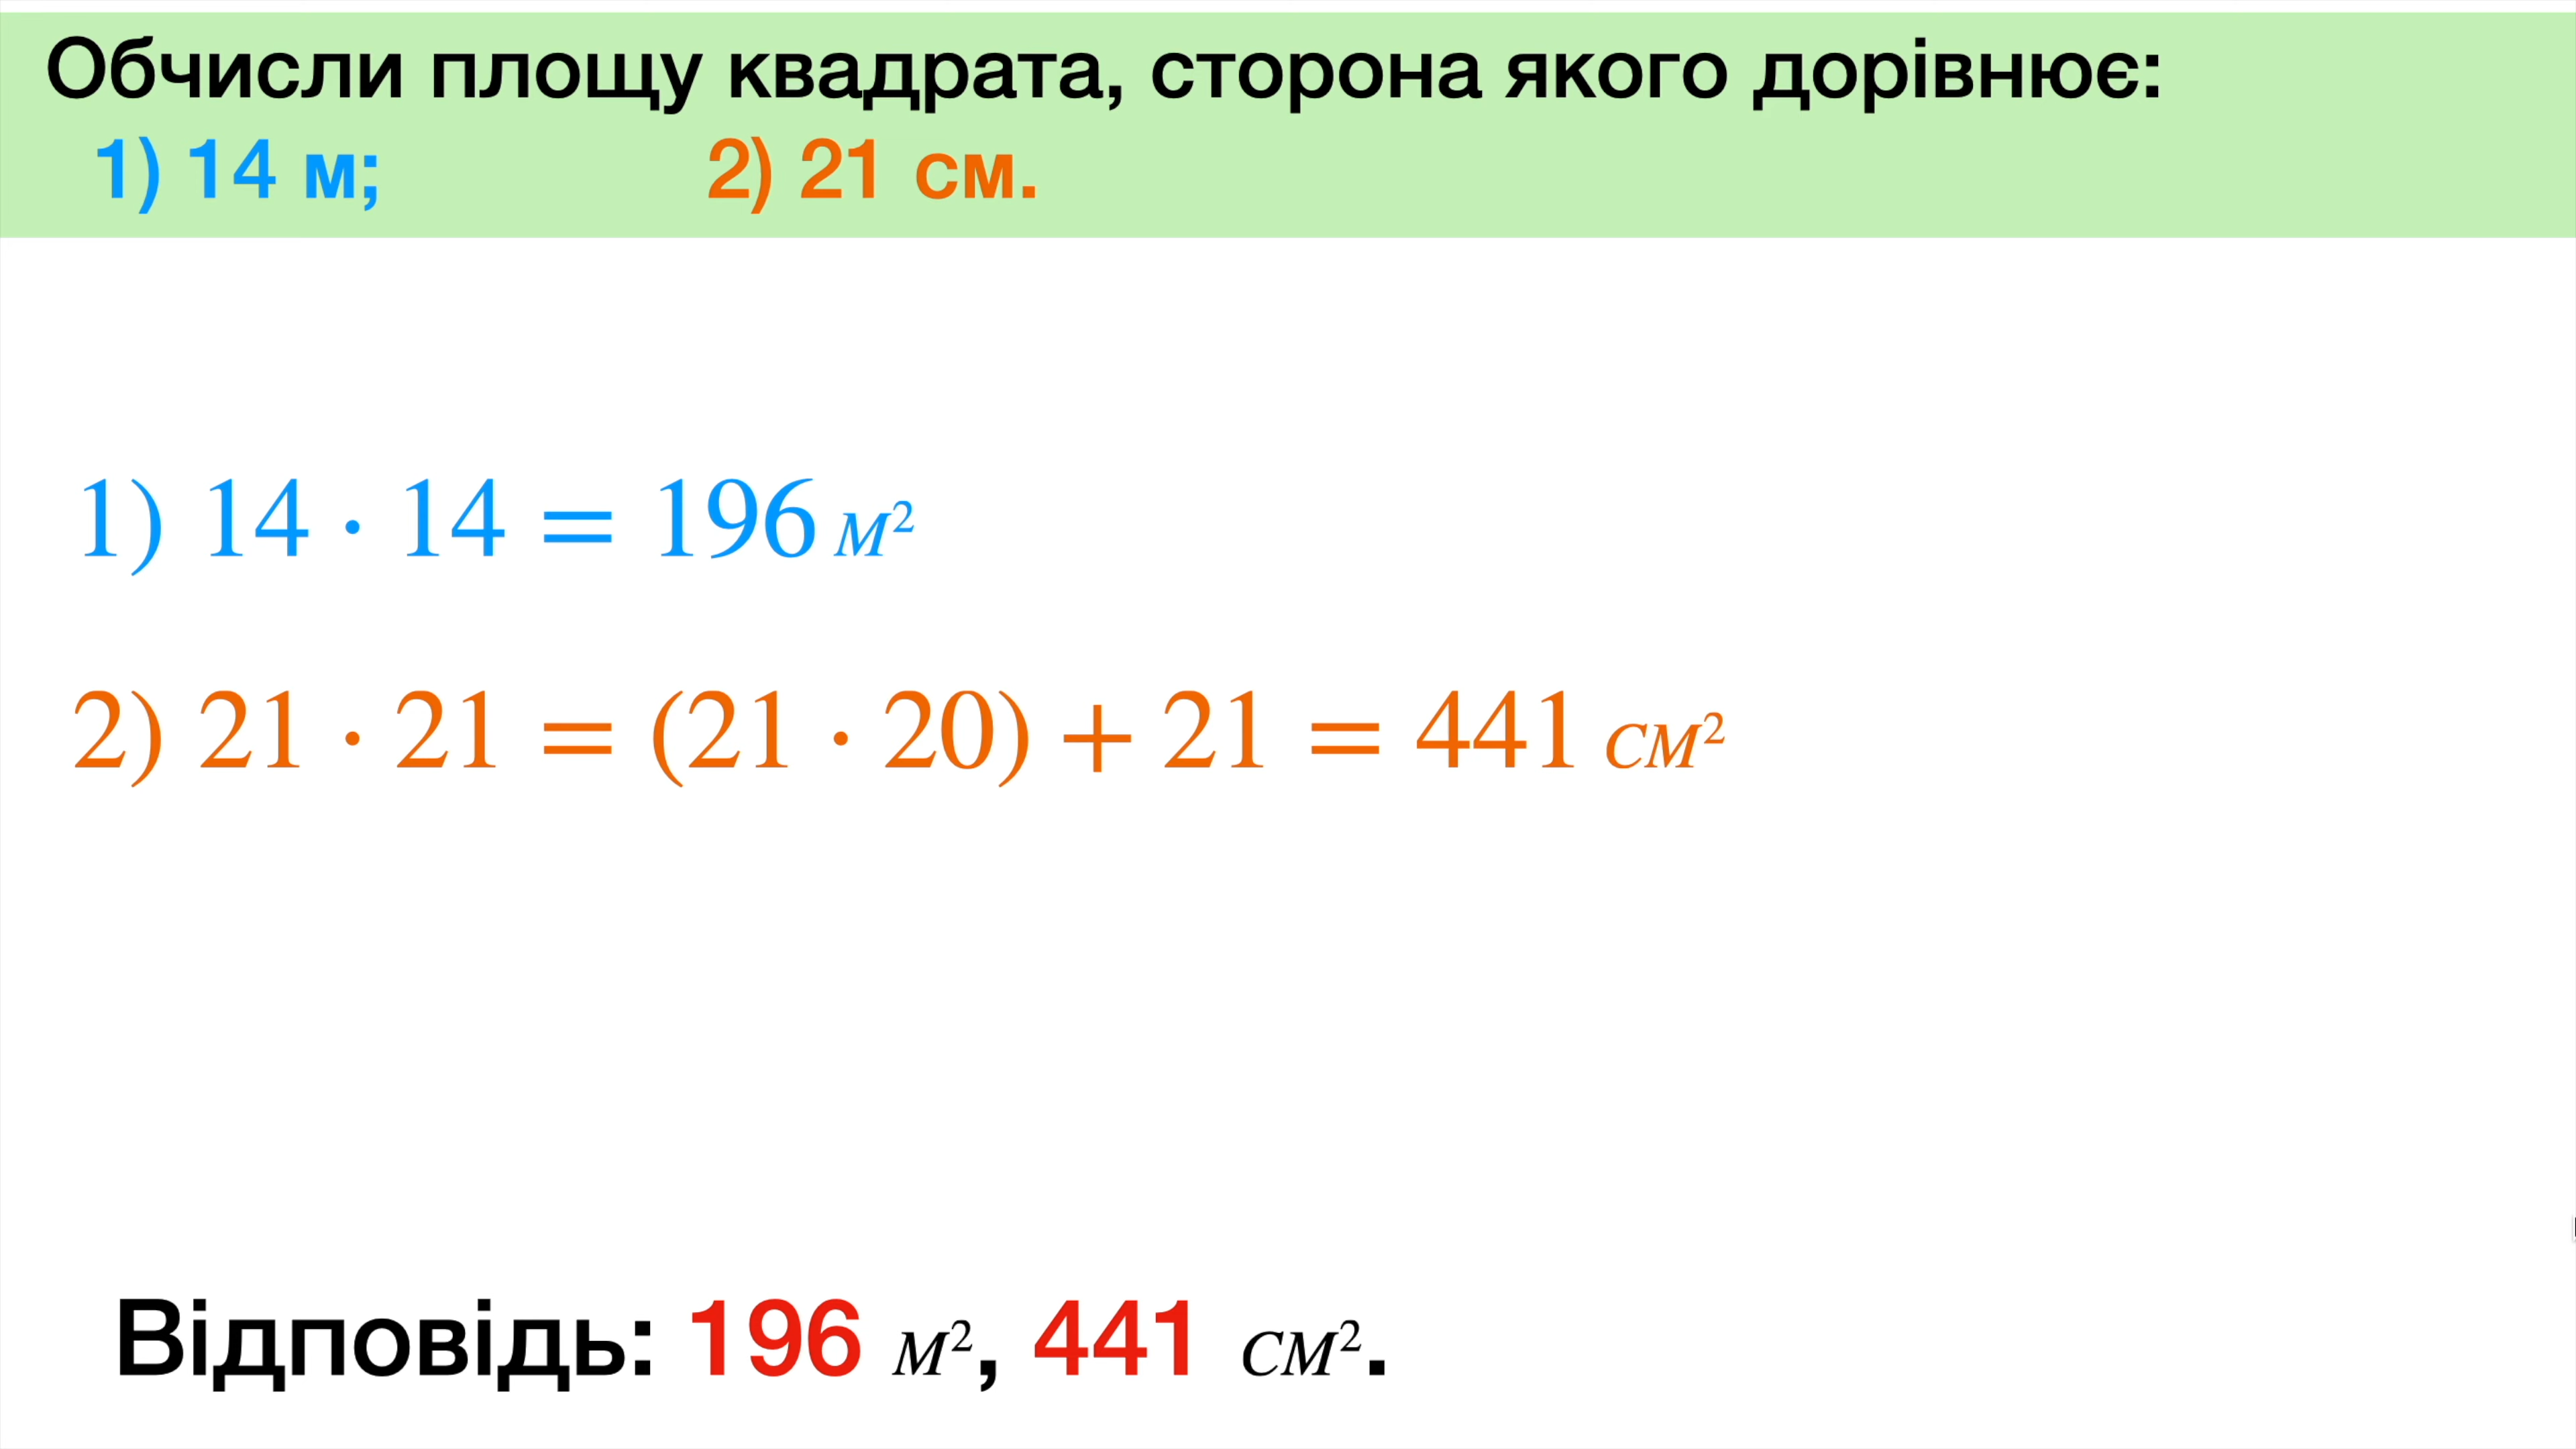 Обчисли площу квадрата, сторона якого дорівнює:
1) 14 м; 2) 21 см.
1) 14 · 14 = 196 м²
2) 21 · 21 = (21 · 20) + 21 = 441 см²
Відповідь: 196 м², 441 см².